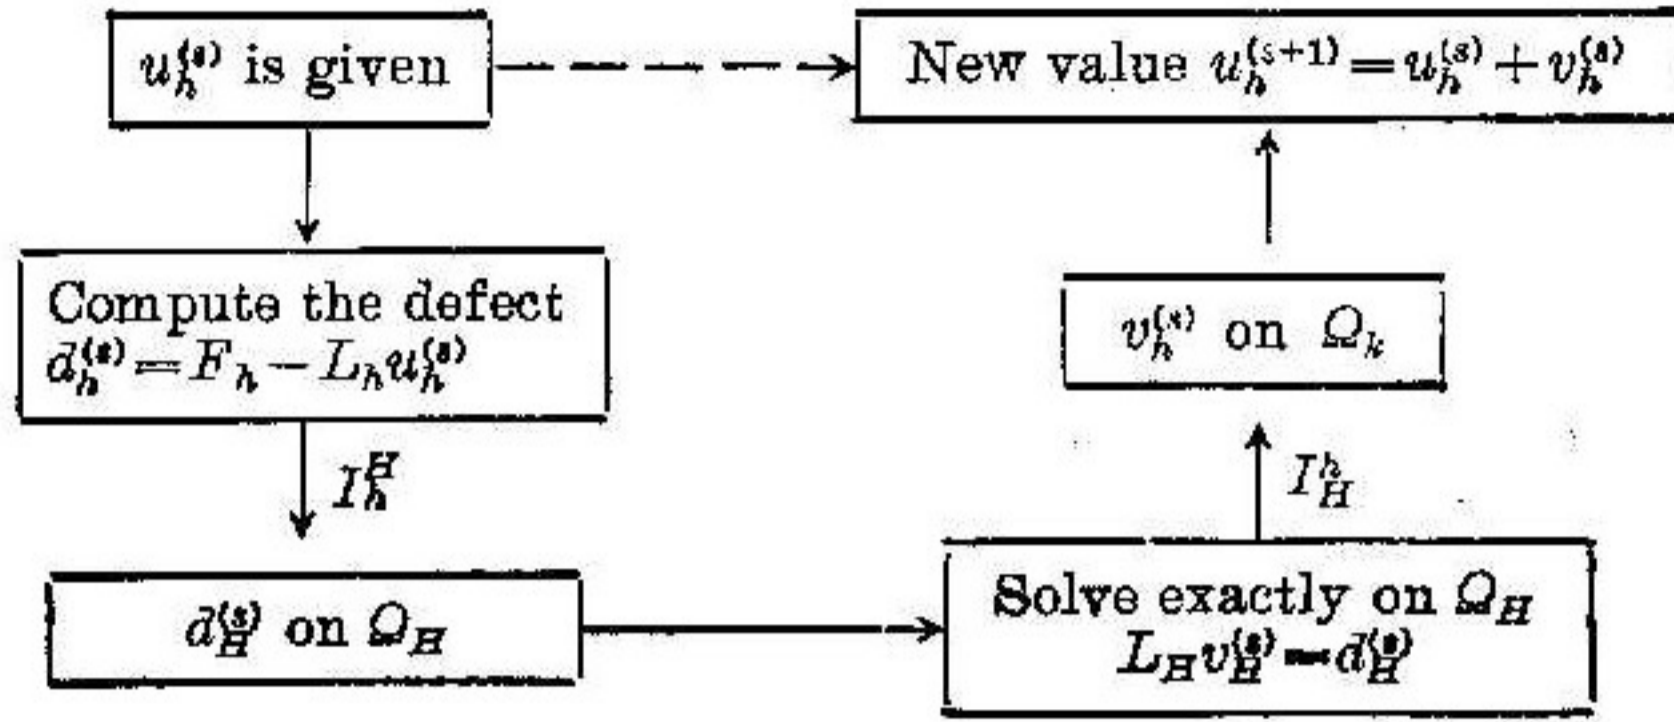 u_h^{(s)} is given
New value u_h^{(s+1)} = u_h^{(s)} + v_h^{(s)}
Compute the defect
d_h^{(s)} = F_h − L_h u_h^{(s)}
v_h^{(s)} on Ω_k
I_h^H
I_H^h
d_H^{(s)} on Ω_H
Solve exactly on Ω_H
L_H v_H^{(s)} = d_H^{(s)}